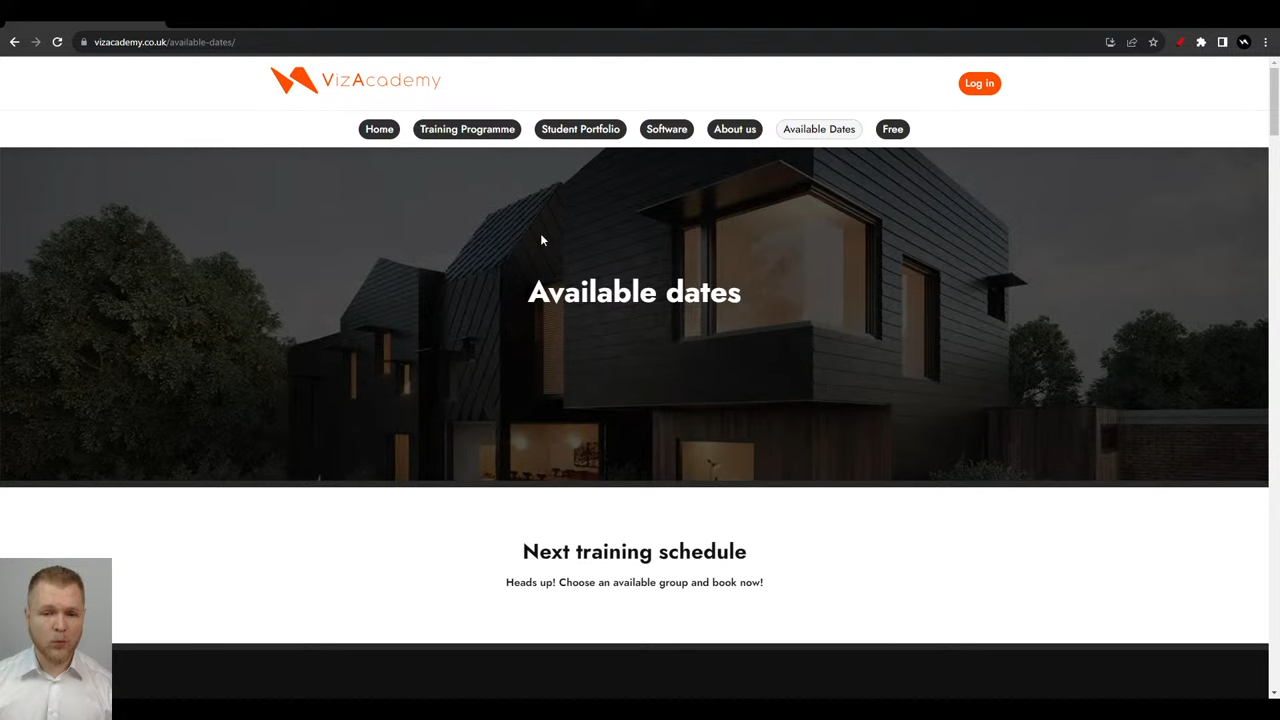 vizacademy.co.uk/available-dates/
VizAcademy
Log in
Home
Training Programme
Student Portfolio
Software
About us
Available Dates
Free
Available dates
Next training schedule
Heads up! Choose an available group and book now!